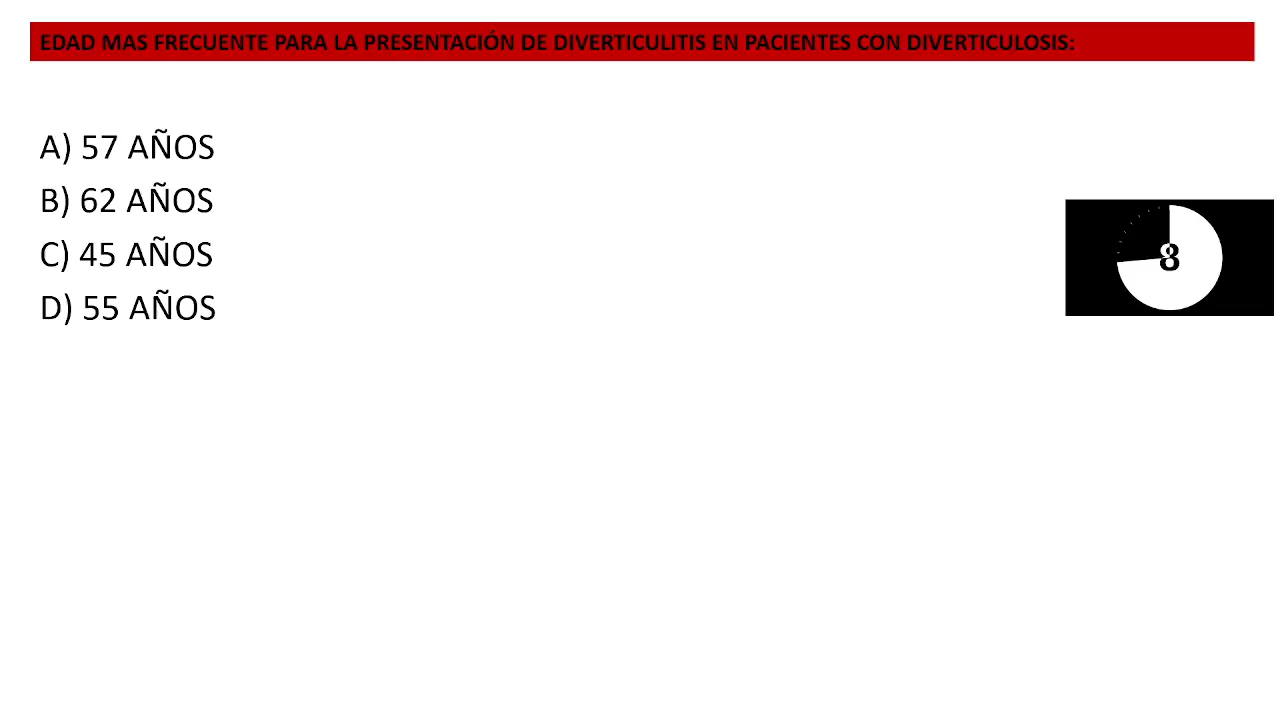 EDAD MAS FRECUENTE PARA LA PRESENTACIÓN DE DIVERTICULITIS EN PACIENTES CON DIVERTICULOSIS:
A) 57 AÑOS
B) 62 AÑOS
8
C) 45 AÑOS
D) 55 AÑOS